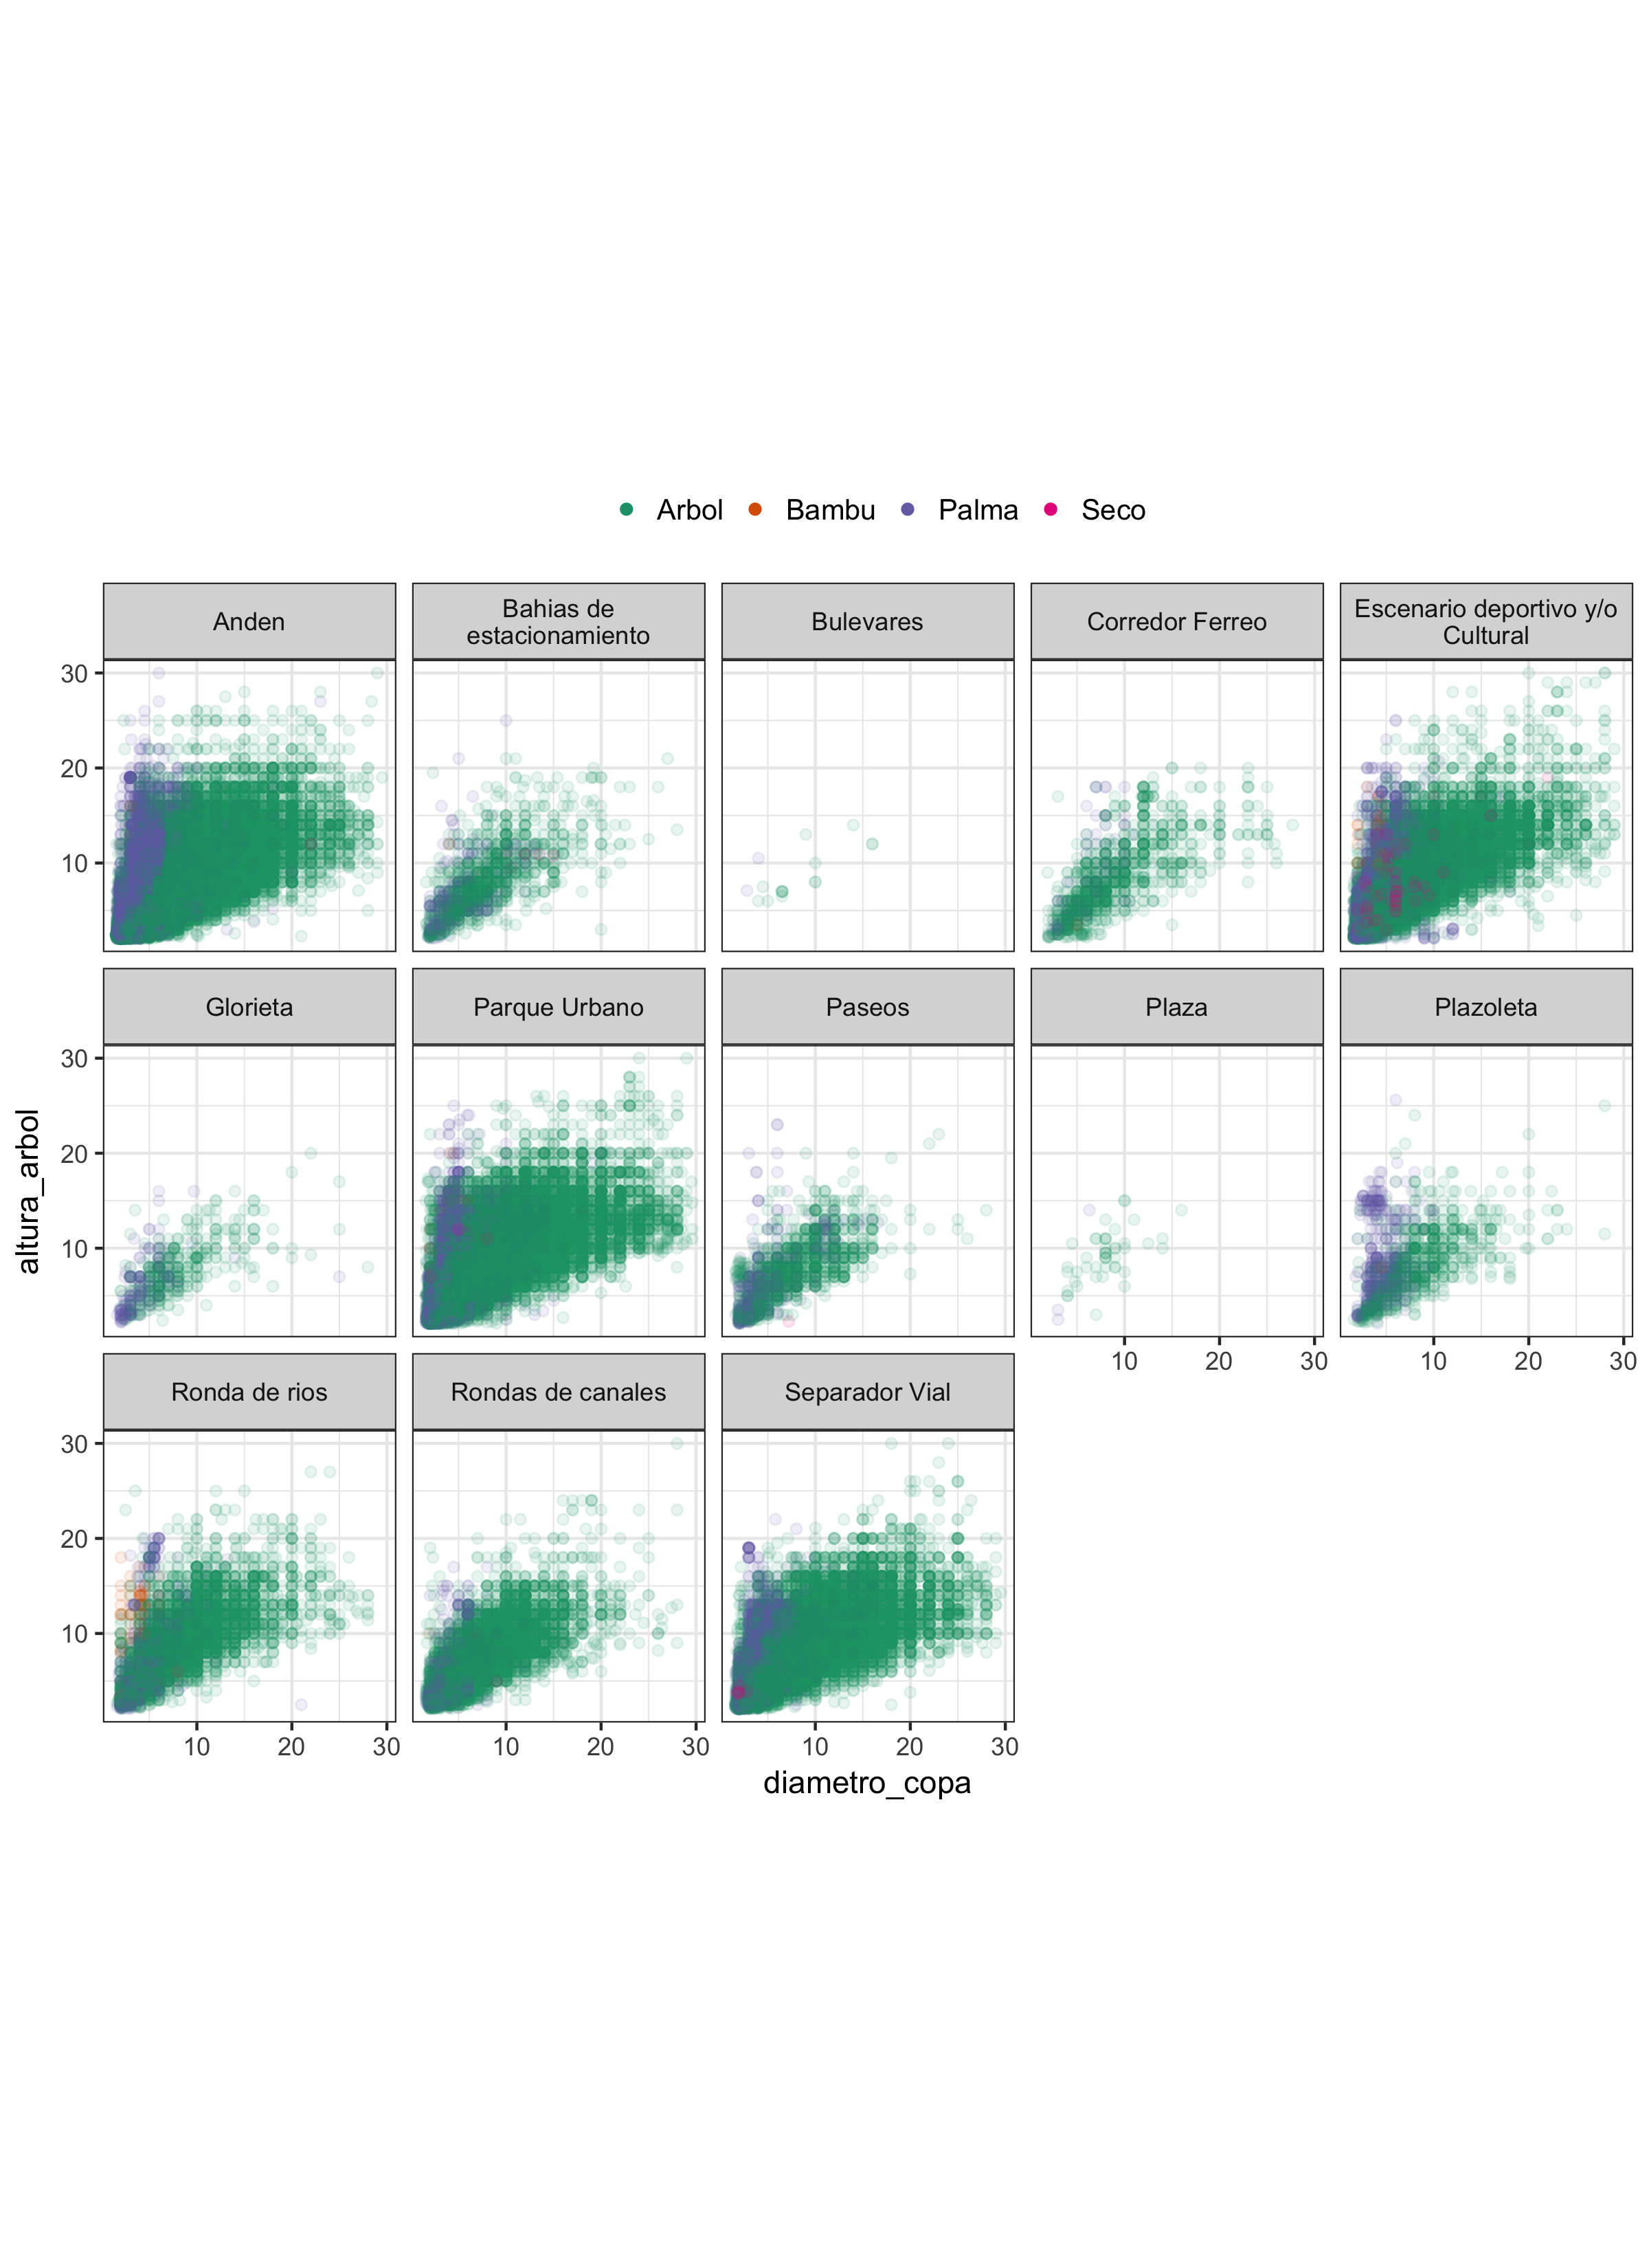 Arbol Bambu Palma Seco
Anden
Bahias de
estacionamiento
Bulevares
Corredor Ferreo
Escenario deportivo y/o
Cultural
30
20
10
Glorieta
Parque Urbano
Paseos
Plaza
Plazoleta
30
20
10
10 20 30 10 20 30
Ronda de rios
Rondas de canales
Separador Vial
30
20
10
10 20 30 10 20 30 10 20 30
altura_arbol
diametro_copa